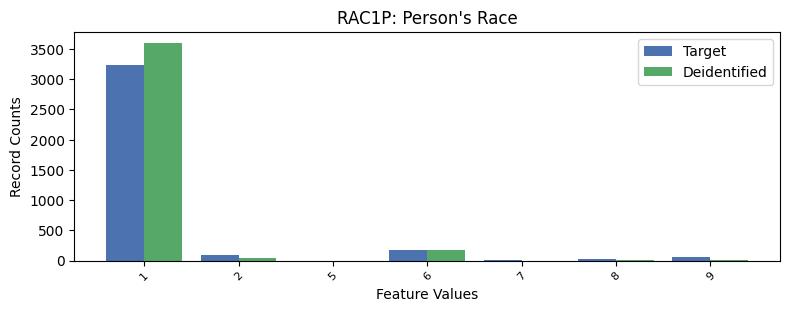 RAC1P: Person's Race
Target
Deidentified
Record Counts
3500
3000
2500
2000
1500
1000
500
0
1 2 5 6 7 8 9
Feature Values